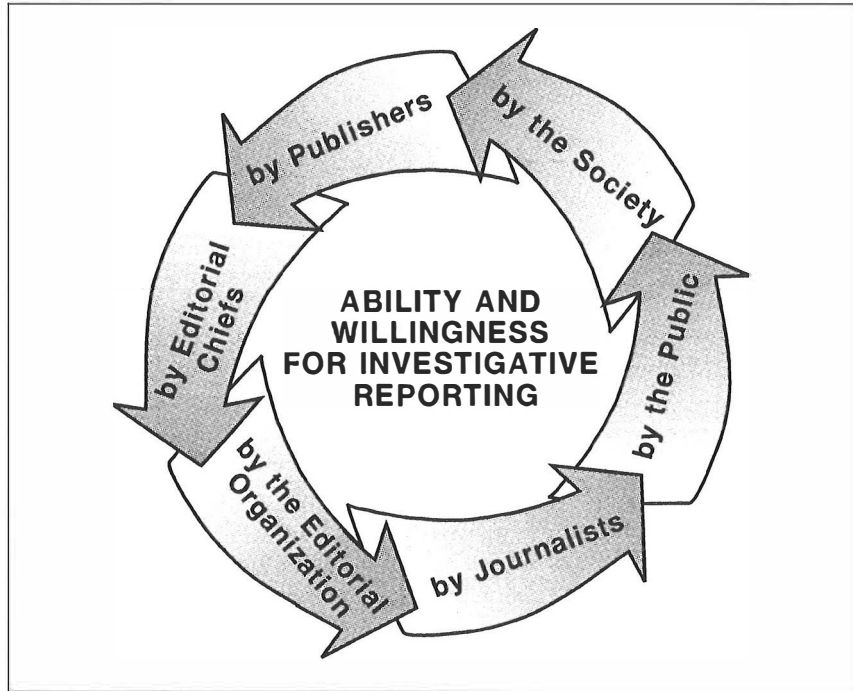 by Publishers
by the Society
by Editorial
Chiefs
ABILITY AND
WILLINGNESS
FOR INVESTIGATIVE
REPORTING
by the Public
by the Editorial
Organization
by Journalists